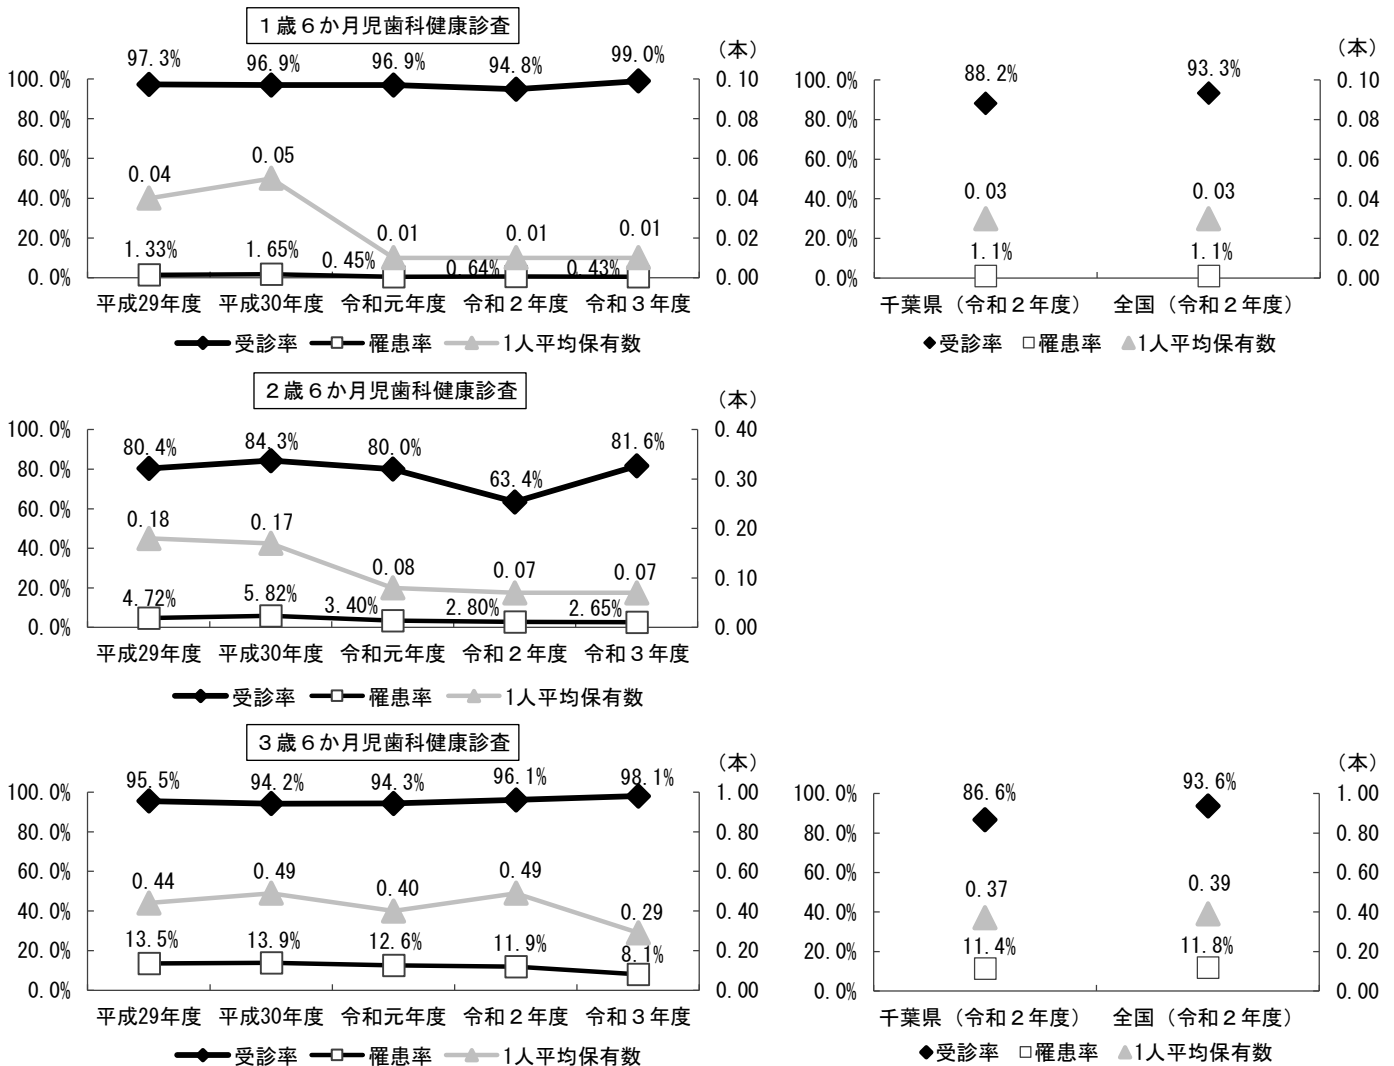 １歳６か月児歯科健康診査
(本)
97.3% 96.9% 96.9% 94.8% 99.0%
100.0% 80.0% 60.0% 40.0% 20.0% 0.0%
0.04 0.05 0.01 0.01 0.01
1.33% 1.65% 0.45% 0.64% 0.43%
0.10 0.08 0.06 0.04 0.02 0.00
平成29年度 平成30年度 令和元年度 令和２年度 令和３年度
受診率 罹患率 1人平均保有数
(本)
88.2% 93.3%
100.0% 80.0% 60.0% 40.0% 20.0% 0.0%
0.03 0.03
1.1% 1.1%
0.10 0.08 0.06 0.04 0.02 0.00
千葉県（令和２年度） 全国（令和２年度）
受診率 罹患率 1人平均保有数
２歳６か月児歯科健康診査
(本)
80.4% 84.3% 80.0% 63.4% 81.6%
100.0% 80.0% 60.0% 40.0% 20.0% 0.0%
0.18 0.17 0.08 0.07 0.07
4.72% 5.82% 3.40% 2.80% 2.65%
0.40 0.30 0.20 0.10 0.00
平成29年度 平成30年度 令和元年度 令和２年度 令和３年度
受診率 罹患率 1人平均保有数
３歳６か月児歯科健康診査
(本)
95.5% 94.2% 94.3% 96.1% 98.1%
100.0% 80.0% 60.0% 40.0% 20.0% 0.0%
0.44 0.49 0.40 0.49 0.29
13.5% 13.9% 12.6% 11.9% 8.1%
1.00 0.80 0.60 0.40 0.20 0.00
平成29年度 平成30年度 令和元年度 令和２年度 令和３年度
受診率 罹患率 1人平均保有数
(本)
86.6% 93.6%
100.0% 80.0% 60.0% 40.0% 20.0% 0.0%
0.37 0.39
11.4% 11.8%
1.00 0.80 0.60 0.40 0.20 0.00
千葉県（令和２年度） 全国（令和２年度）
受診率 罹患率 1人平均保有数